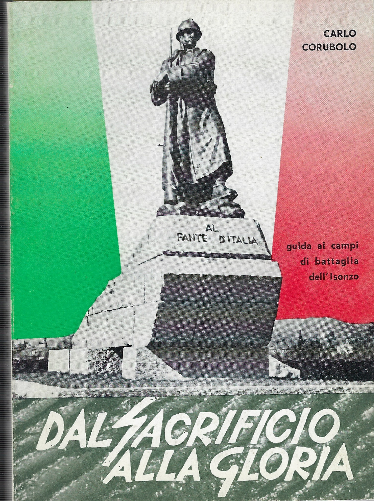 CARLO
CORUBOLO
AL
FANTE D'ITALIA
guida ai campi
di battaglia
dell'Isonzo
DAL SACRIFICIO
ALLA GLORIA